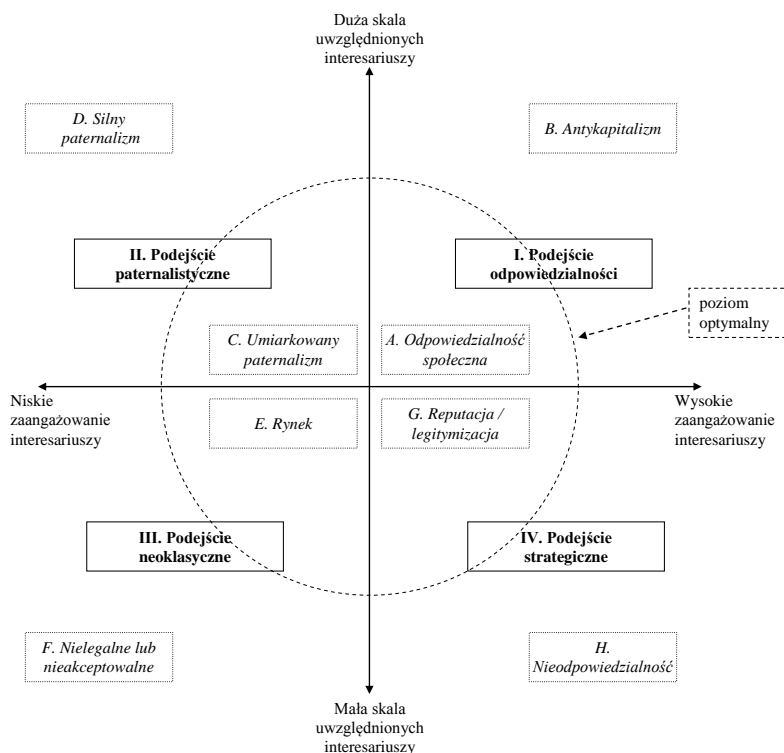 Duża skala
uwzględnionych
interesariuszy
D. Silny
paternalizm
B. Antykapitalizm
II. Podejście
paternalistyczne
I. Podejście
odpowiedzialności
poziom
optymalny
C. Umiarkowany
paternalizm
A. Odpowiedzialność
społeczna
Niskie
zaangażowanie
interesariuszy
E. Rynek
G. Reputacja /
legitymizacja
Wysokie
zaangażowanie
interesariuszy
III. Podejście
neoklasyczne
IV. Podejście
strategiczne
F. Nielegalne lub
nieakceptowalne
H.
Nieodpowiedzialność
Mała skala
uwzględnionych
interesariuszy